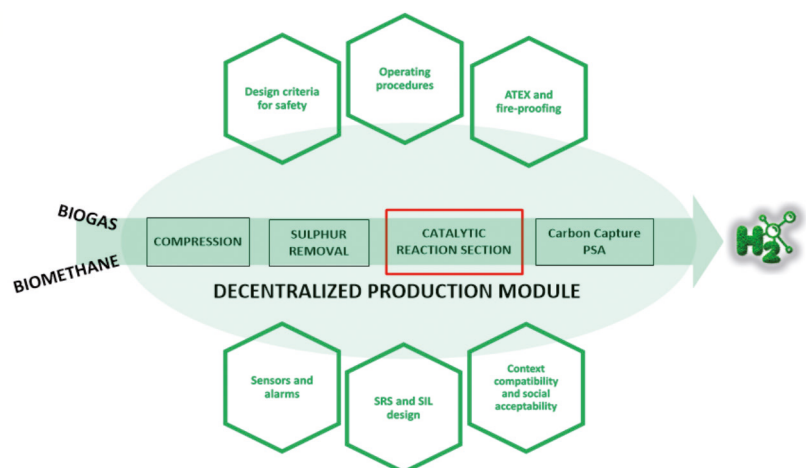 Design criteria
for safety
Operating
procedures
ATEX and
fire-proofing
BIOGAS
BIOMETHANE
COMPRESSION
SULPHUR
REMOVAL
CATALYTIC
REACTION SECTION
Carbon Capture
PSA
H2
DECENTRALIZED PRODUCTION MODULE
Sensors and
alarms
SRS and SIL
design
Context
compatibility
and social
acceptability